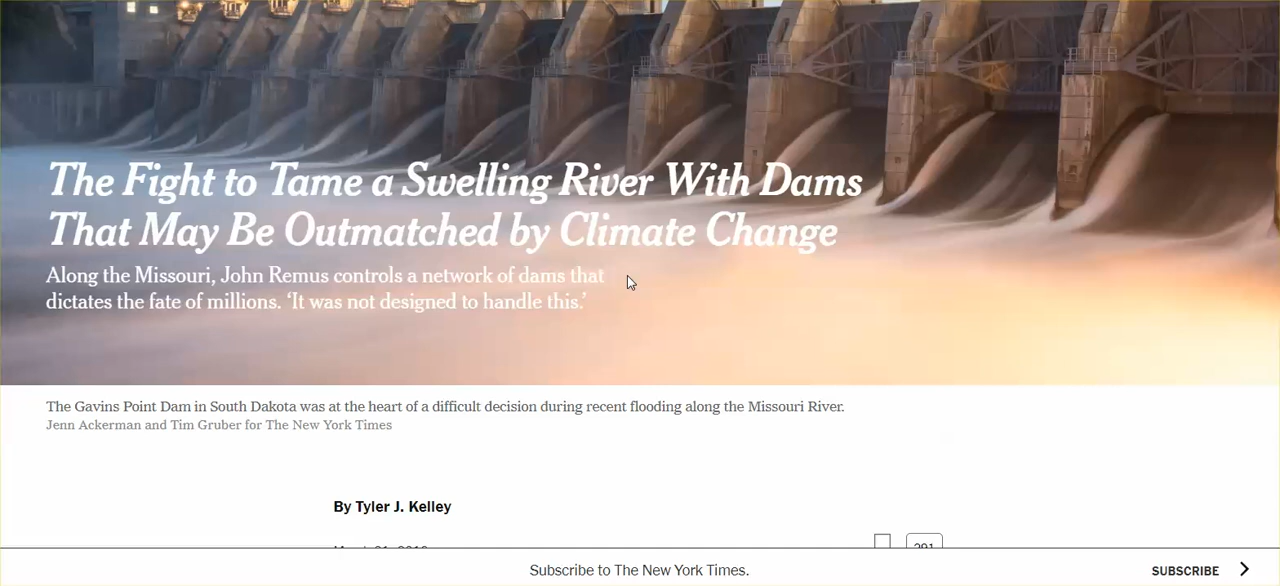 The Fight to Tame a Swelling River With Dams
That May Be Outmatched by Climate Change
Along the Missouri, John Remus controls a network of dams that
dictates the fate of millions. ‘It was not designed to handle this.’
The Gavins Point Dam in South Dakota was at the heart of a difficult decision during recent flooding along the Missouri River.
Jenn Ackerman and Tim Gruber for The New York Times
By Tyler J. Kelley
Subscribe to The New York Times.
SUBSCRIBE